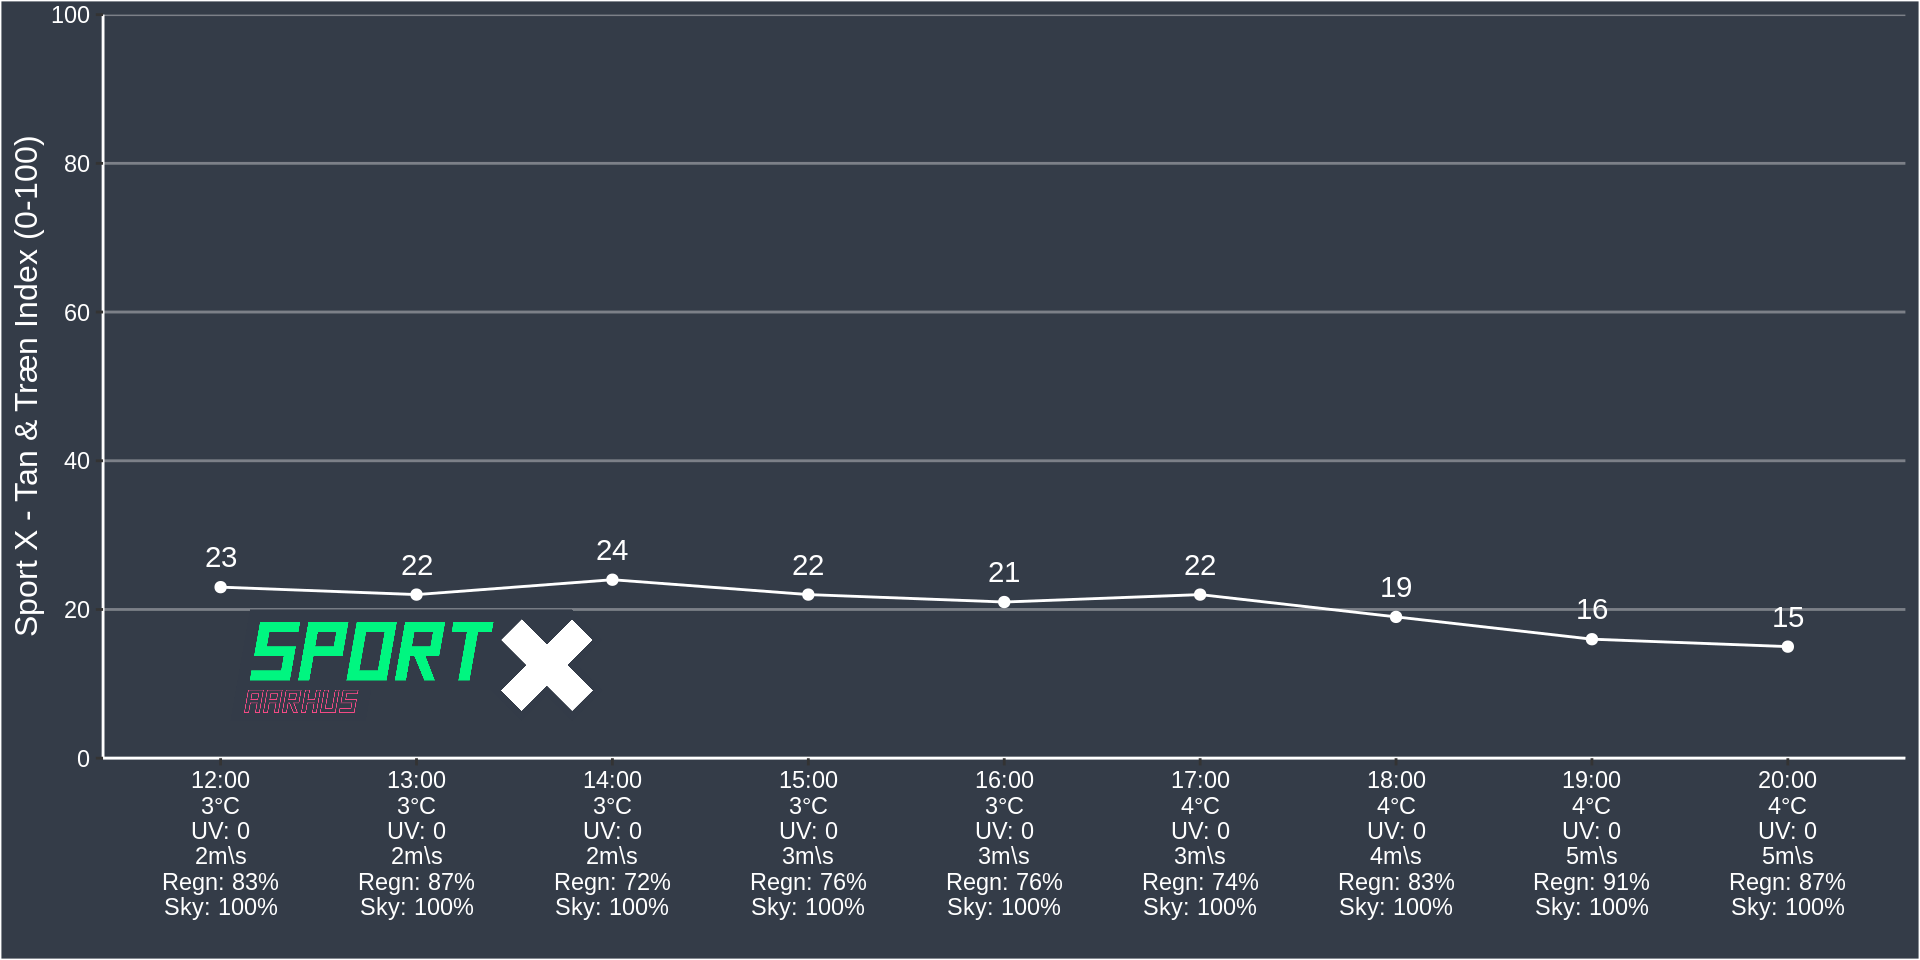 Sport X - Tan & Træn Index (0-100)
100
80
60
40
20
0
23 22 24 22 21 22 19 16 15
SPORT X
AARHUS
12:00 13:00 14:00 15:00 16:00 17:00 18:00 19:00 20:00
3°C 3°C 3°C 3°C 3°C 4°C 4°C 4°C 4°C
UV: 0 UV: 0 UV: 0 UV: 0 UV: 0 UV: 0 UV: 0 UV: 0 UV: 0
2m\s 2m\s 2m\s 3m\s 3m\s 3m\s 4m\s 5m\s 5m\s
Regn: 83% Regn: 87% Regn: 72% Regn: 76% Regn: 76% Regn: 74% Regn: 83% Regn: 91% Regn: 87%
Sky: 100% Sky: 100% Sky: 100% Sky: 100% Sky: 100% Sky: 100% Sky: 100% Sky: 100% Sky: 100%